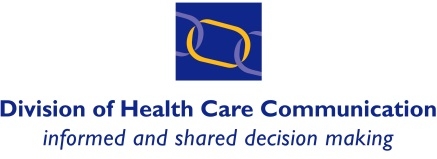 Division of Health Care Communication
informed and shared decision making